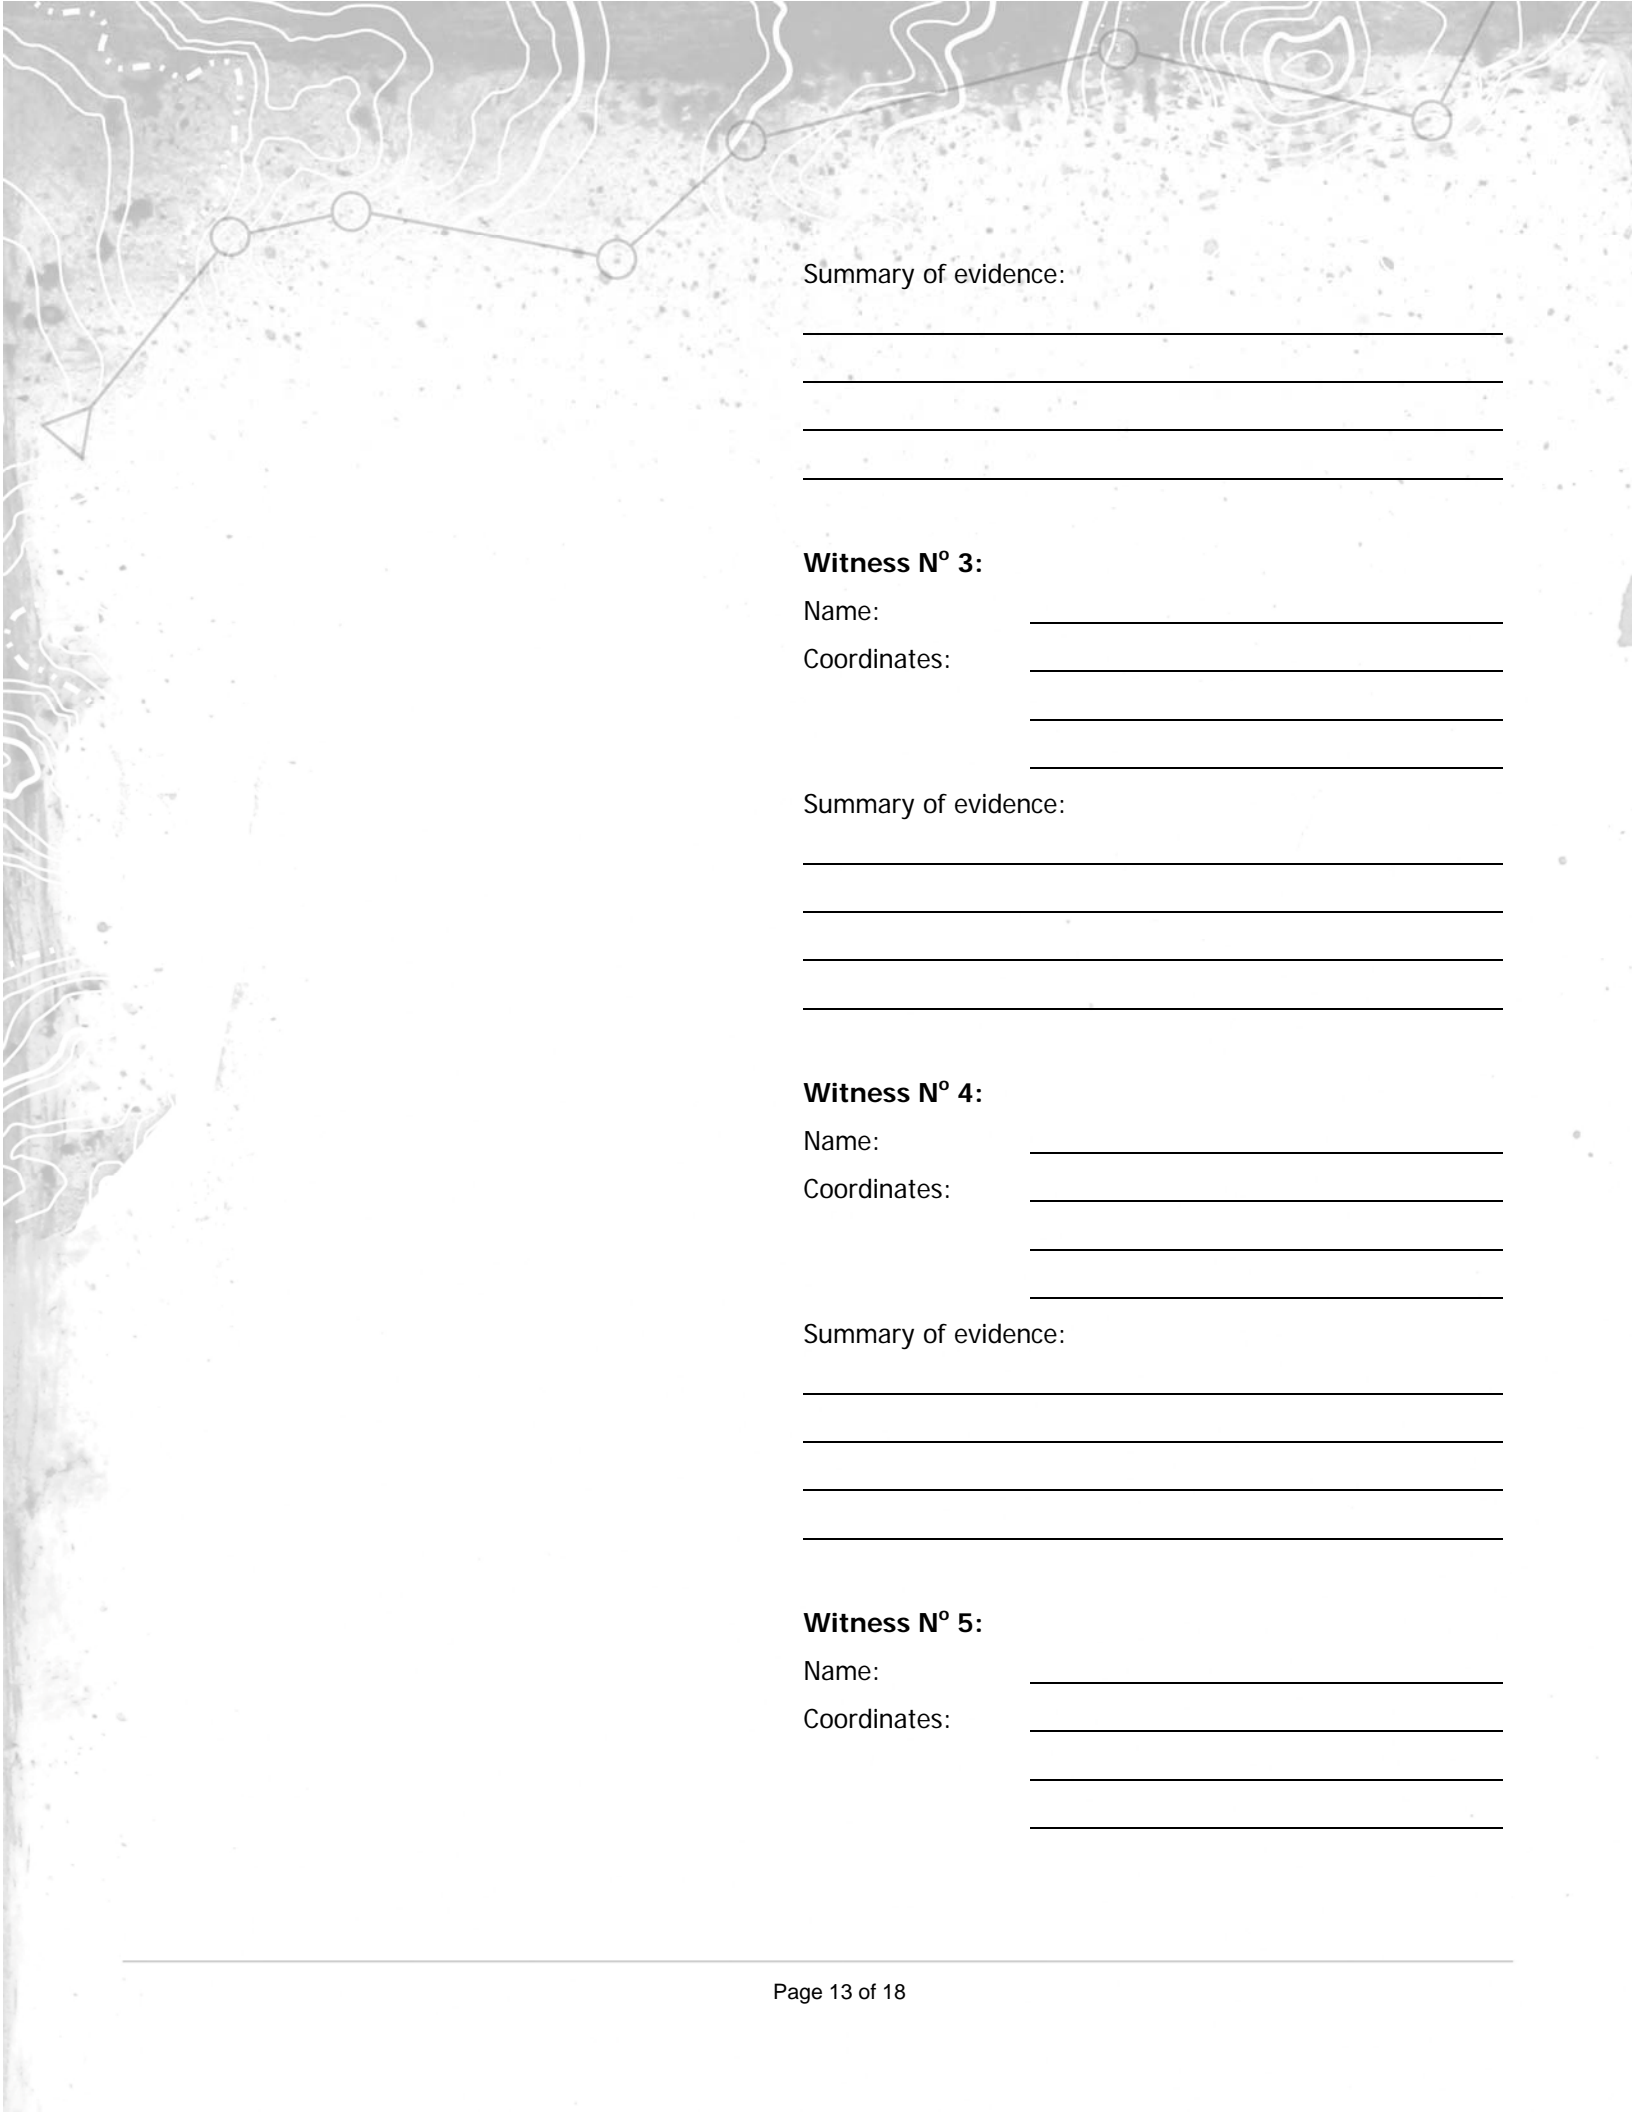 Summary of evidence:
Witness Nº 3:
Name:
Coordinates:
Summary of evidence:
Witness Nº 4:
Name:
Coordinates:
Summary of evidence:
Witness Nº 5:
Name:
Coordinates:
Page 13 of 18